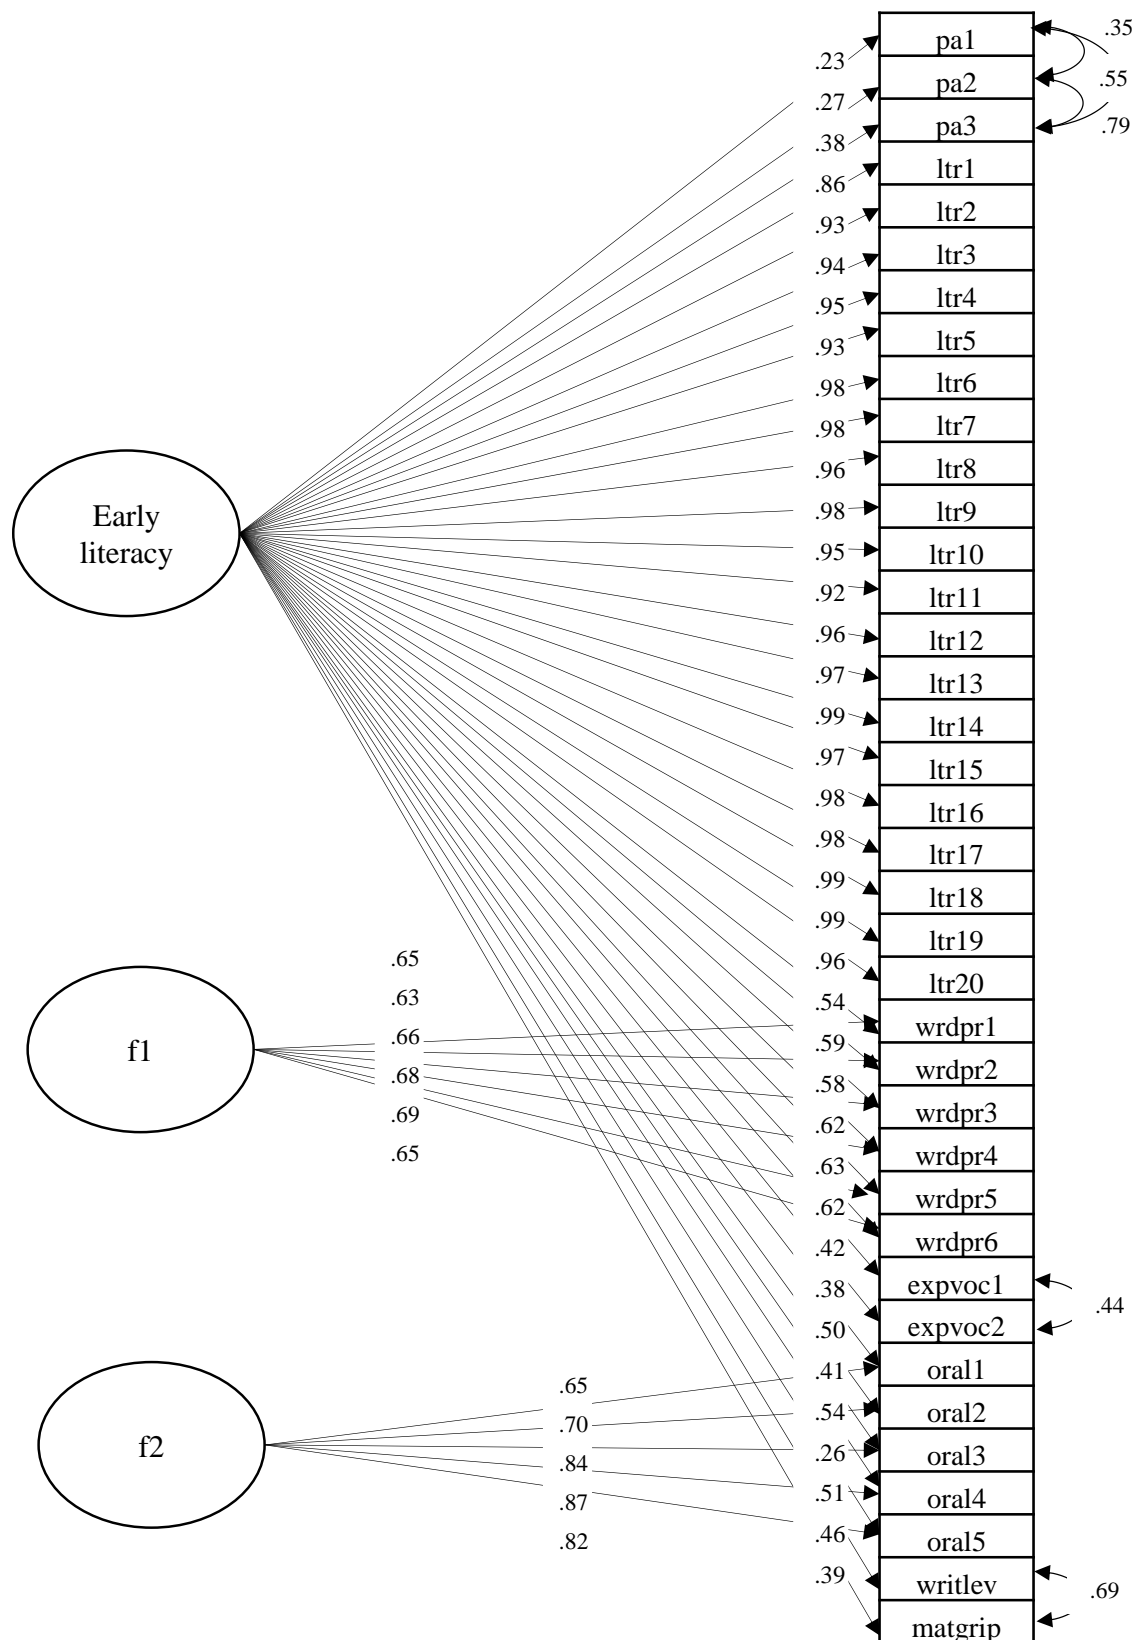 .35
pa1
.23
.55
pa2
.27
.79
pa3
.38
ltr1
.86
ltr2
.93
ltr3
.94
ltr4
.95
ltr5
.93
ltr6
.98
ltr7
.98
ltr8
.96
ltr9
.98
ltr10
.95
ltr11
.92
ltr12
.96
ltr13
.97
ltr14
.99
ltr15
.97
ltr16
.98
ltr17
.98
ltr18
.99
ltr19
.99
ltr20
.96
wrdpr1
.54
wrdpr2
.59
wrdpr3
.58
wrdpr4
.62
wrdpr5
.63
wrdpr6
.62
expvoc1
.42
.44
expvoc2
.38
oral1
.50
oral2
.41
oral3
.54
oral4
.26
oral5
.51
writlev
.46
.69
matgrip
.39
Early
literacy
f1
.65
.63
.66
.68
.69
.65
f2
.65
.70
.84
.87
.82